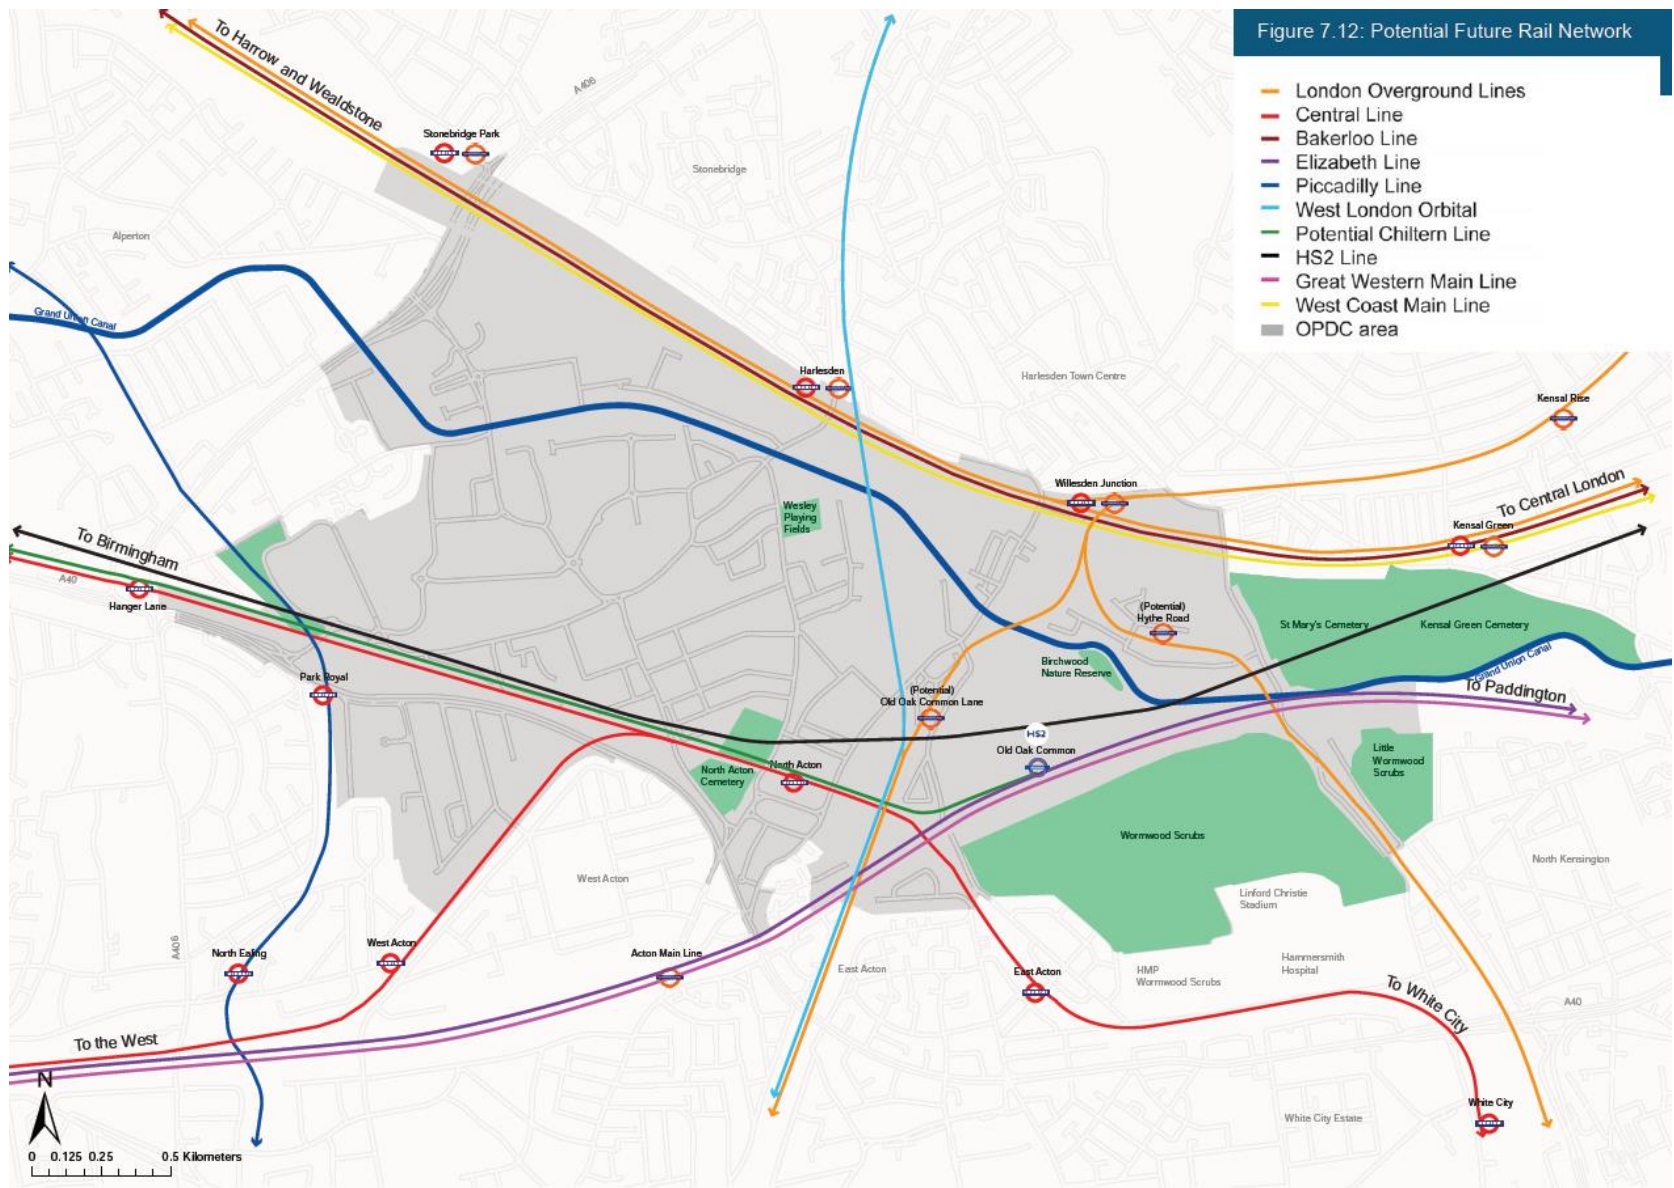 Figure 7.12: Potential Future Rail Network
London Overground Lines
Central Line
Bakerloo Line
Elizabeth Line
Piccadilly Line
West London Orbital
Potential Chiltern Line
HS2 Line
Great Western Main Line
West Coast Main Line
OPDC area
To Harrow and Wealdstone
A406
Stonebridge Park
Stonebridge
Alperton
Grand Union Canal
Harlesden
Harlesden Town Centre
Kensal Rise
Willesden Junction
To Central London
Kensal Green
Wesley
Playing
Fields
To Birmingham
A40
Hanger Lane
(Potential)
Hythe Road
St Mary's Cemetery
Kensal Green Cemetery
Grand Union Canal
Birchwood
Nature Reserve
Park Royal
(Potential)
Old Oak Common Lane
To Paddington
HS2
Old Oak Common
North Acton
Cemetery
North Acton
Little
Wormwood
Scrubs
Wormwood Scrubs
North Kensington
West Acton
Linford Christie
Stadium
A406
North Ealing
West Acton
Acton Main Line
East Acton
East Acton
HMP
Wormwood Scrubs
Hammersmith
Hospital
To White City
A40
To the West
N
White City
White City Estate
0 0.125 0.25 0.5 Kilometers